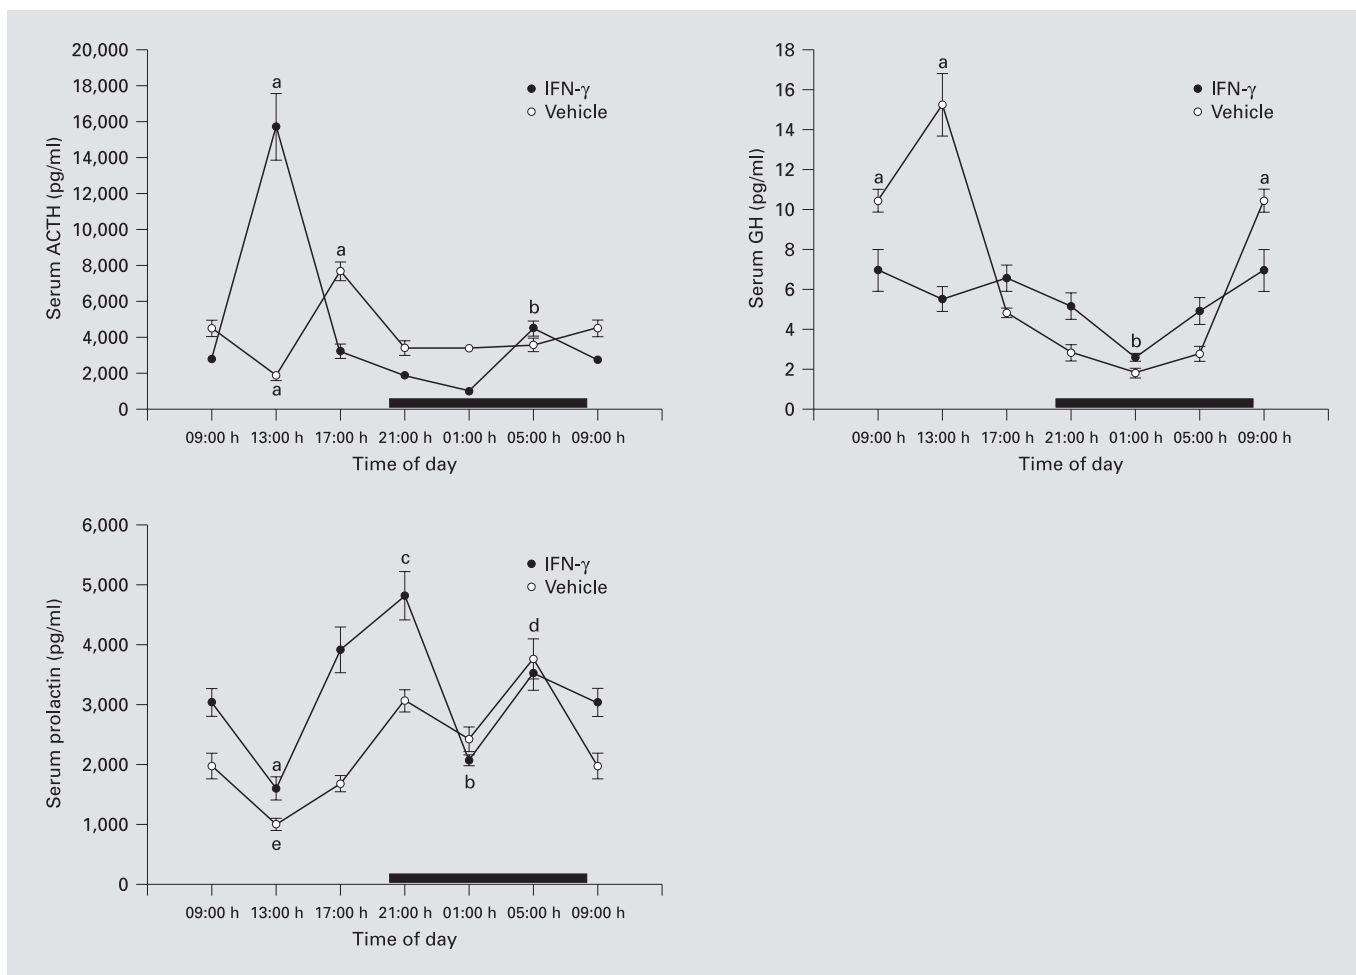 20,000
18,000
16,000
14,000
12,000
10,000
8,000
6,000
4,000
2,000
0
Serum ACTH (pg/ml)
a
a
a
b
IFN-γ
Vehicle
09:00 h 13:00 h 17:00 h 21:00 h 01:00 h 05:00 h 09:00 h
Time of day
18
16
14
12
10
8
6
4
2
0
Serum GH (pg/ml)
a
a
a
b
IFN-γ
Vehicle
09:00 h 13:00 h 17:00 h 21:00 h 01:00 h 05:00 h 09:00 h
Time of day
6,000
5,000
4,000
3,000
2,000
1,000
0
Serum prolactin (pg/ml)
c
d
a
b
e
IFN-γ
Vehicle
09:00 h 13:00 h 17:00 h 21:00 h 01:00 h 05:00 h 09:00 h
Time of day